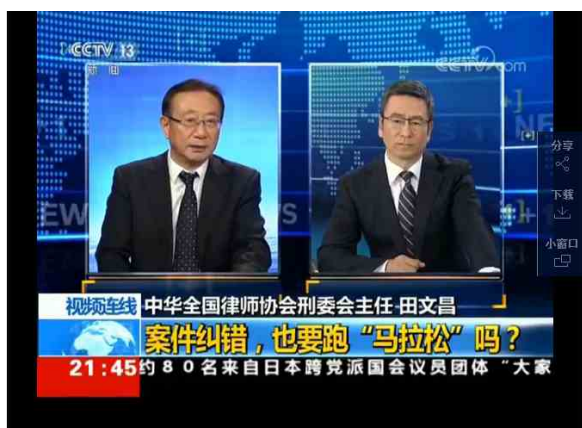 CCTV 13
新闻
CCTV.com
[+]
NE
EW
S
分享
下载
小窗口
视频连线 中华全国律师协会刑委会主任 田文昌
案件纠错，也要跑“马拉松”吗？
21:45 约80名来自日本跨党派国会议员团体“大家